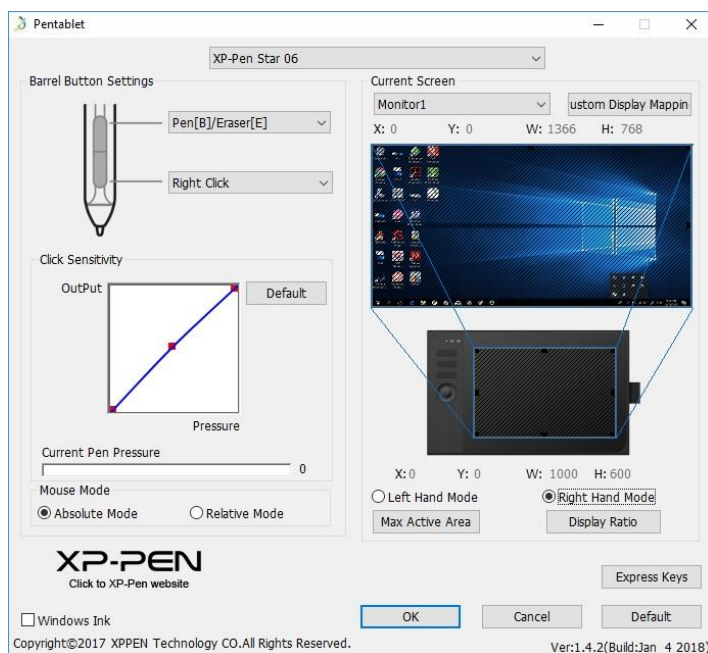 Pentablet
XP-Pen Star 06
Barrel Button Settings
Pen[B]/Eraser[E]
Right Click
Click Sensitivity
OutPut
Default
Pressure
Current Pen Pressure
0
Mouse Mode
Absolute Mode
Relative Mode
Current Screen
Monitor1
ustom Display Mappin
X: 0 Y: 0 W: 1366 H: 768
X: 0 Y: 0 W: 1000 H: 600
Left Hand Mode
Right Hand Mode
Max Active Area
Display Ratio
XP-PEN
Click to XP-Pen website
Express Keys
Windows Ink
OK
Cancel
Default
Copyright©2017 XPPEN Technology CO.All Rights Reserved.
Ver:1.4.2(Build:Jan 4 2018)